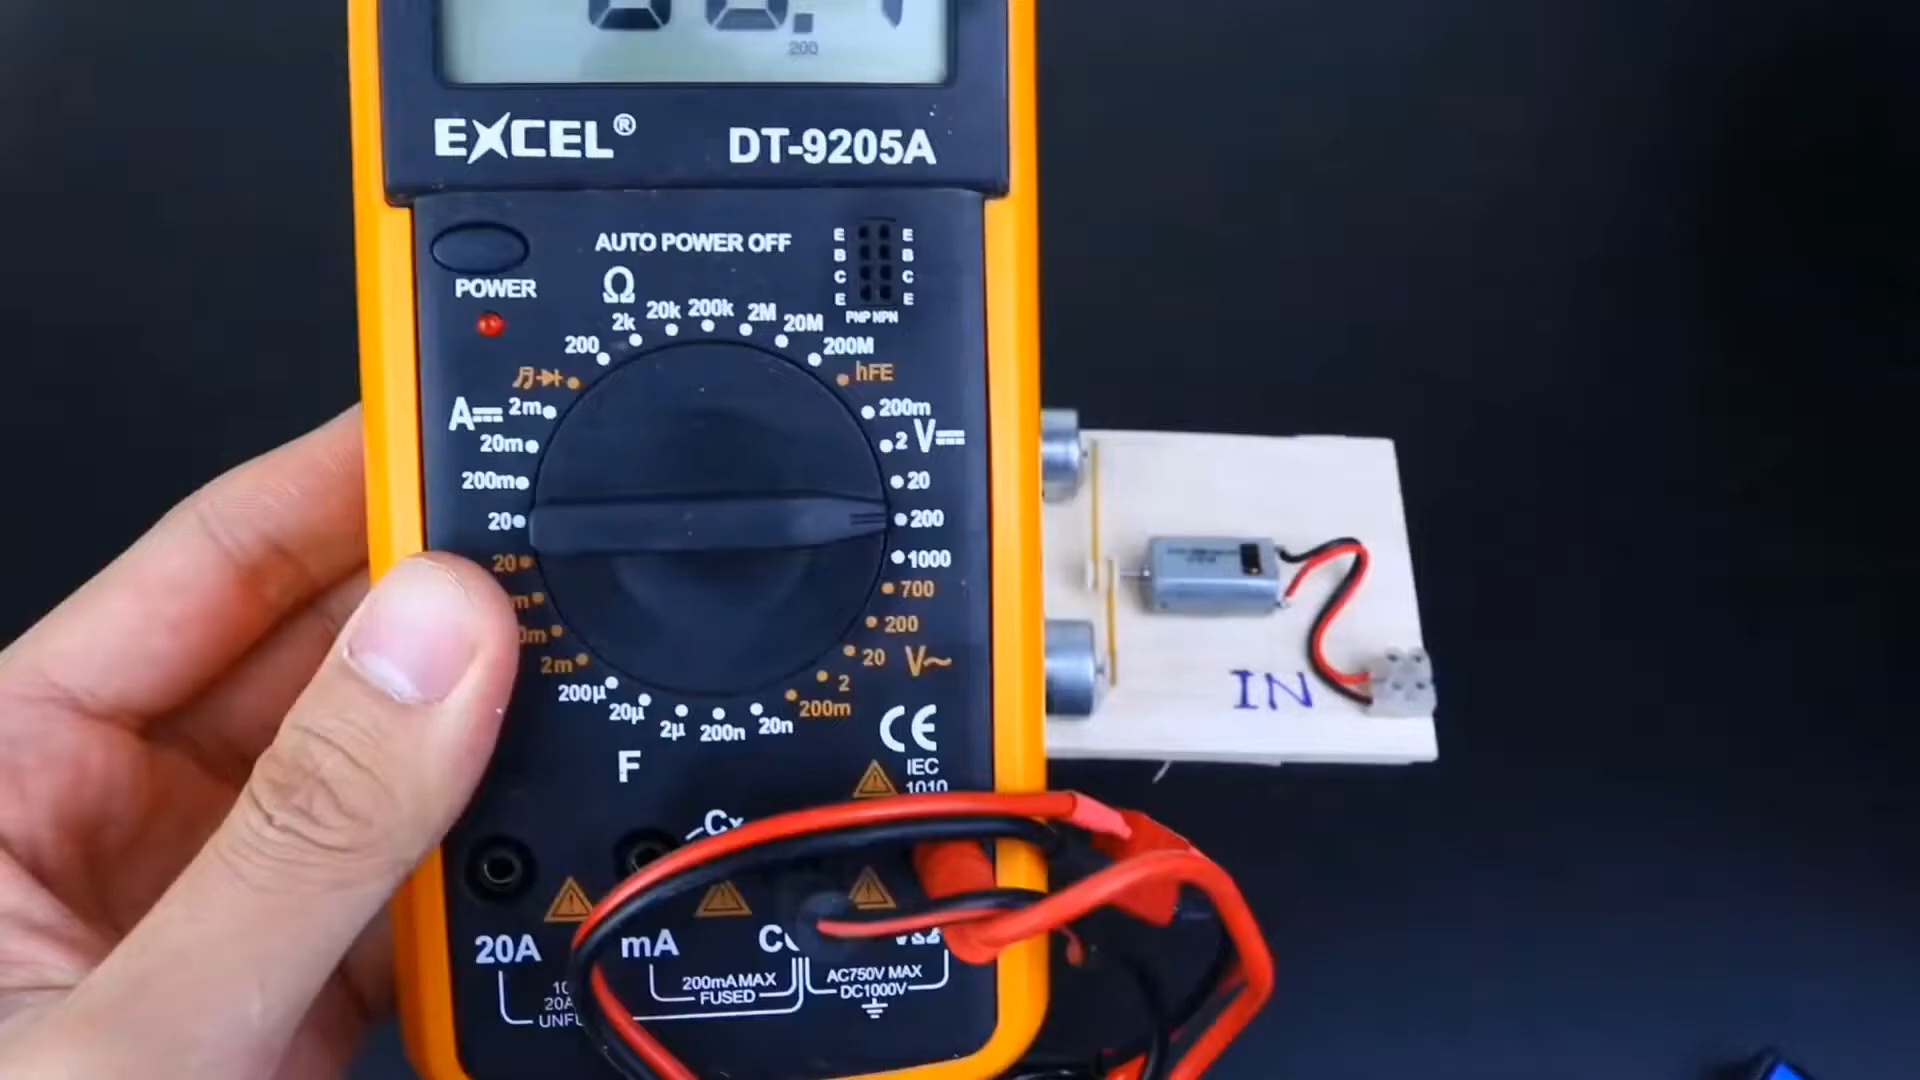 200
EXCEL® DT-9205A
AUTO POWER OFF
POWER
E E
B B
C C
E E
PNP NPN
Ω
200 2k 20k 200k 2M 20M 200M
hFE
A 2m
20m
200m
20
20
2m
200m
2
20
200
1000
V
700
200
20
2
200m
V~
200µ 20µ 2µ 200n 20n
F
CE
IEC
1010
Cx
20A mA
200mA MAX
FUSED
AC750V MAX
DC1000V
IN